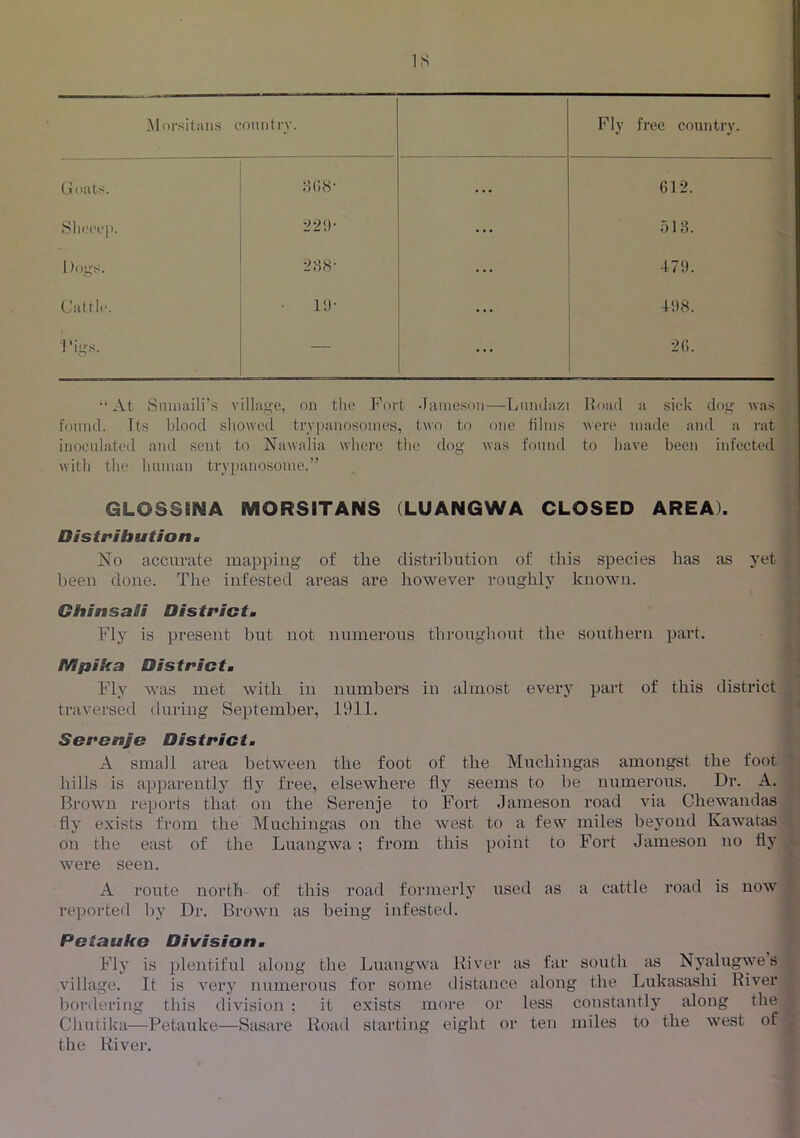 18
Morsitans country. Fly free country.
Goats. 368· ... 612.
Sheeep. 229· ... 513.
Dogs. 238· ... 479.
Cattle. 19· ... 498.
Pigs. — ... 26.
“At Sumaili’s village, on the Fort Jameson—Lundazi Road a sick dog was
found. Its blood showed trypanosomes, two to one films were made and a rat
inoculated and sent to Nawalia where the dog was found to have been infected
with the human trypanosome.”
GLOSSINA MORSITANS (LUANGWA CLOSED AREA).
Distribution.
No accurate mapping of the distribution of this species has as yet
been done. The infested areas are however roughly known.
Chinsali District.
Fly is present but not numerous throughout the southern part.
Mpika District.
Fly was met with in numbers in almost every part of this district
traversed during September, 1911.
Serenje District.
A small area between the foot of the Muchingas amongst the foot
hills is apparently fly free, elsewhere fly seems to be numerous. Dr. A.
Brown reports that on the Serenje to Fort Jameson road via Chewandas
fly exists from the Muchingas on the west to a few miles beyond Kawatas
on the east of the Luangwa ; from this point to Fort Jameson no fly
were seen.
A route north of this road formerly used as a cattle road is now
reported by Dr. Brown as being infested.
Petauke Division.
Fly is plentiful along the Luangwa River as far south as Nyalugwe’s
village. It is very numerous for some distance along the Lukasashi River
bordering this division ; it exists more or less constantly along the
Chutika—Petauke—Sasare Road starting eight or ten miles to the west of
the River.